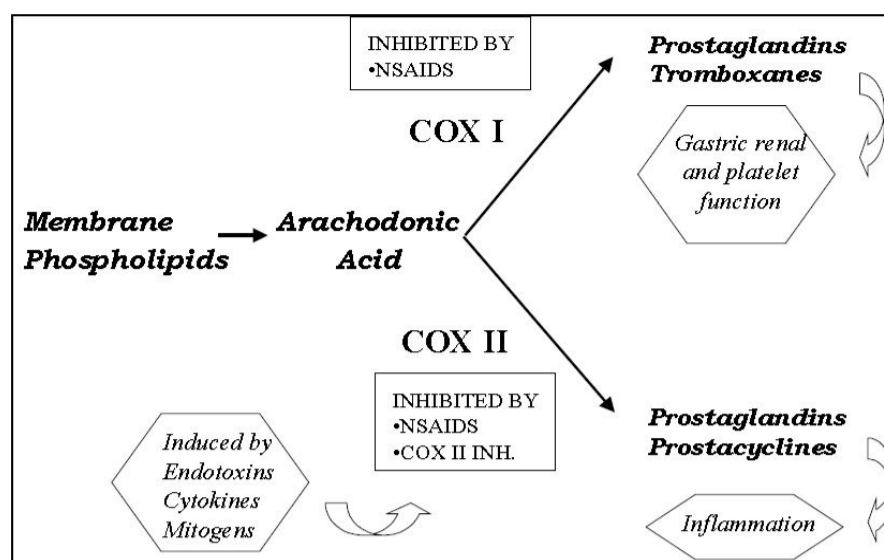 INHIBITED BY
•NSAIDS
COX I
Prostaglandins
Tromboxanes
Gastric renal
and platelet
function
Membrane
Phospholipids
Arachodonic
Acid
COX II
INHIBITED BY
•NSAIDS
•COX II INH.
Induced by
Endotoxins
Cytokines
Mitogens
Prostaglandins
Prostacyclines
Inflammation